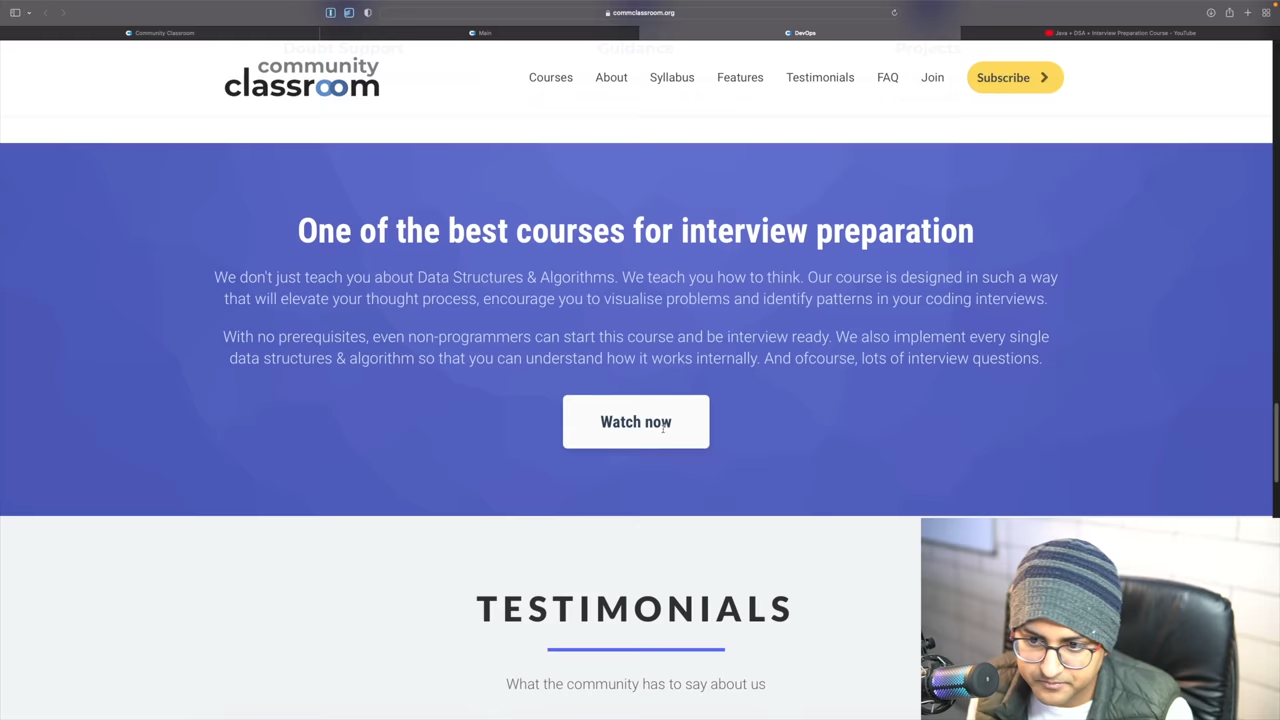 commclassroom.org
Community Classroom
Main
DevOps
Java + DSA + Interview Preparation Course - YouTube
Doubt Support
Guidance
Projects
community
classroom
Courses
About
Syllabus
Features
Testimonials
FAQ
Join
Subscribe
One of the best courses for interview preparation
We don't just teach you about Data Structures & Algorithms. We teach you how to think. Our course is designed in such a way
that will elevate your thought process, encourage you to visualise problems and identify patterns in your coding interviews.
With no prerequisites, even non-programmers can start this course and be interview ready. We also implement every single
data structures & algorithm so that you can understand how it works internally. And ofcourse, lots of interview questions.
Watch now
TESTIMONIALS
What the community has to say about us